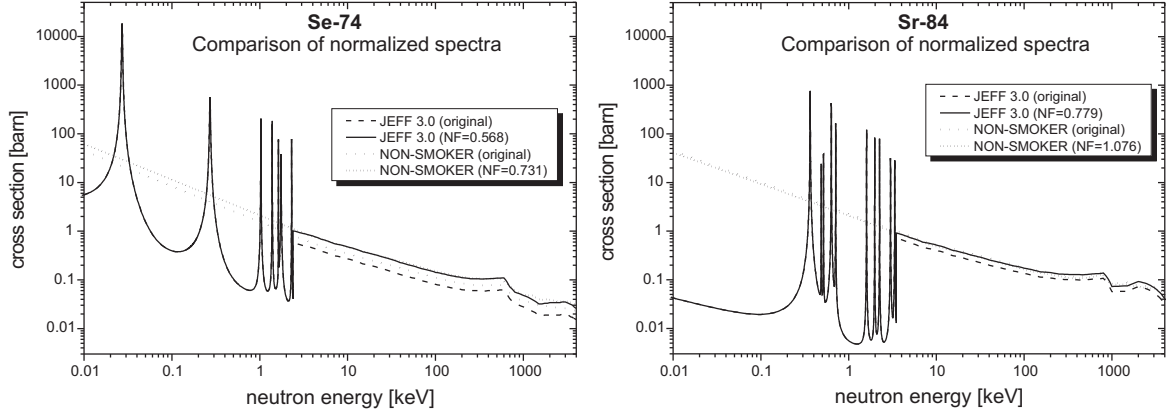 Se-74
Comparison of normalized spectra
cross section [barn]
10000
1000
100
10
1
0.1
0.01
JEFF 3.0 (original)
JEFF 3.0 (NF=0.568)
NON-SMOKER (original)
NON-SMOKER (NF=0.731)
0.01 0.1 1 10 100 1000
neutron energy [keV]
Sr-84
Comparison of normalized spectra
cross section [barn]
10000
1000
100
10
1
0.1
0.01
JEFF 3.0 (original)
JEFF 3.0 (NF=0.779)
NON-SMOKER (original)
NON-SMOKER (NF=1.076)
0.01 0.1 1 10 100 1000
neutron energy [keV]